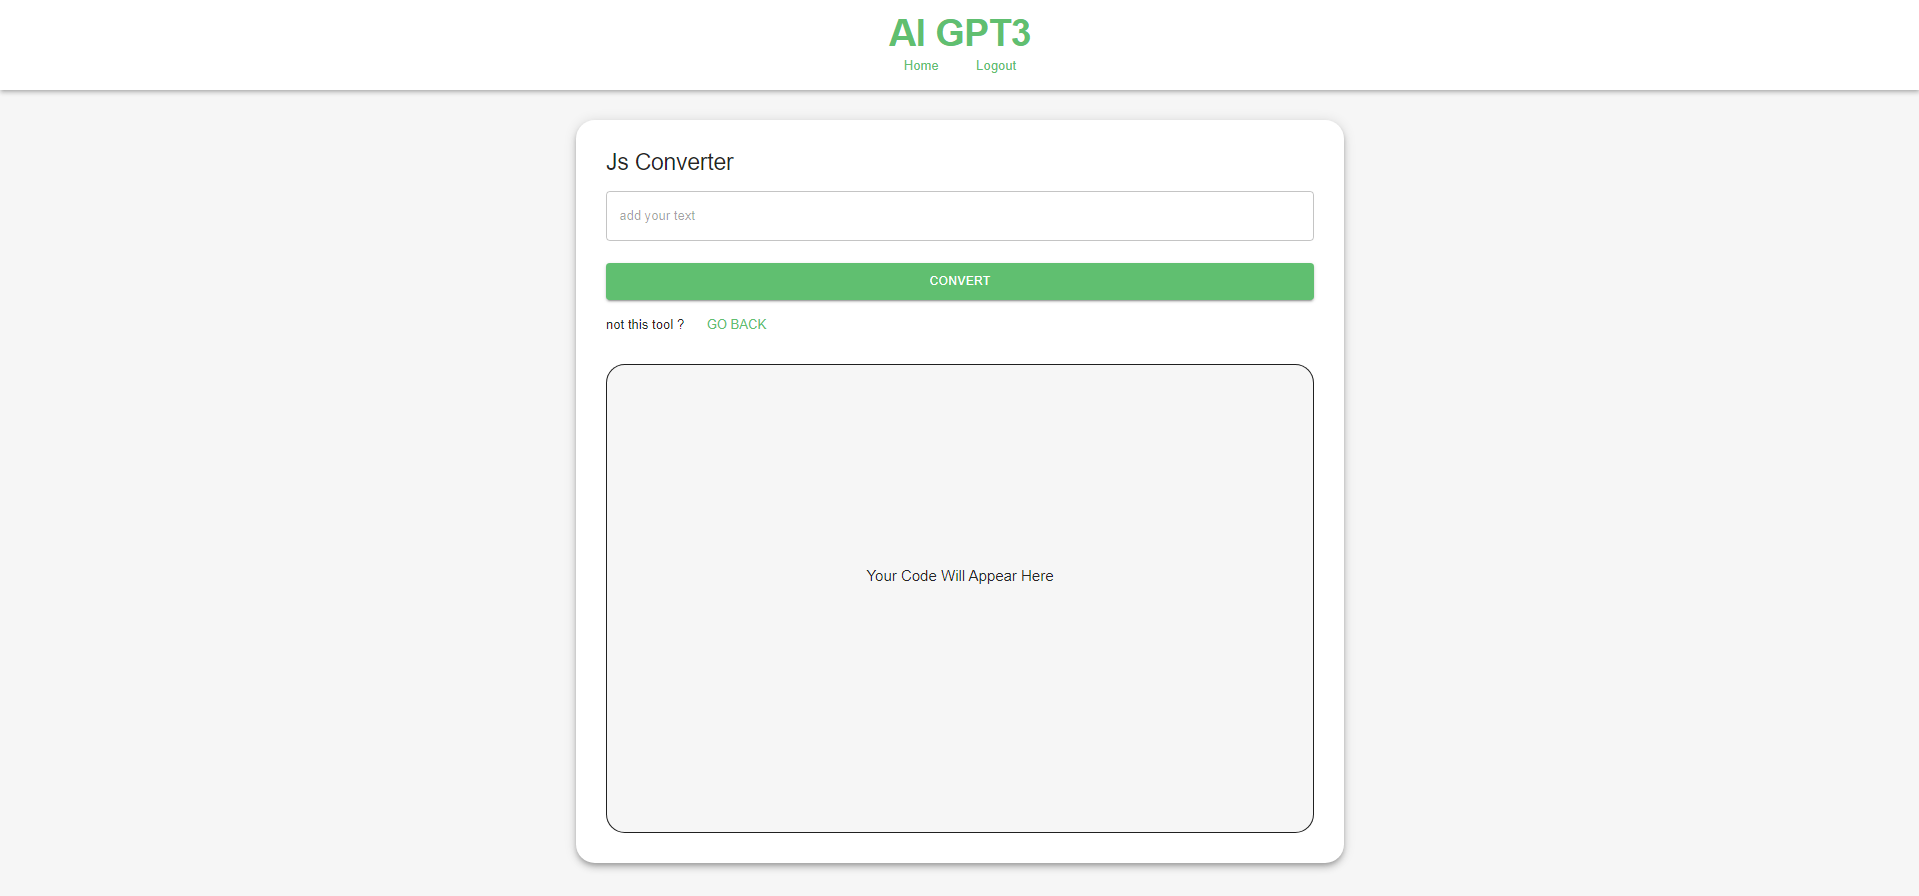 AI GPT3
Home Logout
Js Converter
add your text
CONVERT
not this tool ? GO BACK
Your Code Will Appear Here